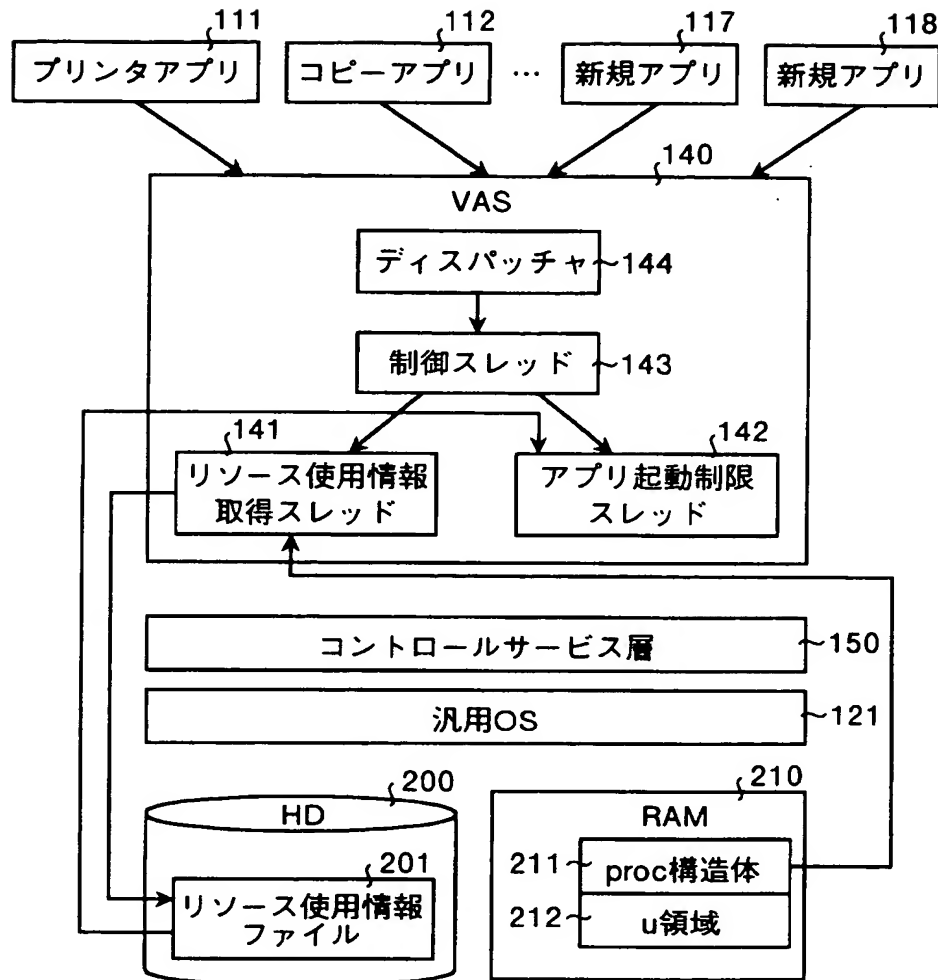 111
112
117
118
プリンタアプリ
コピーアプリ
…
新規アプリ
新規アプリ
140
VAS
ディスパッチャ
144
制御スレッド
143
141
142
リソース使用情報
取得スレッド
アプリ起動制限
スレッド
コントロールサービス層
150
汎用OS
121
200
210
HD
RAM
201
リソース使用情報
ファイル
211
proc構造体
212
u領域